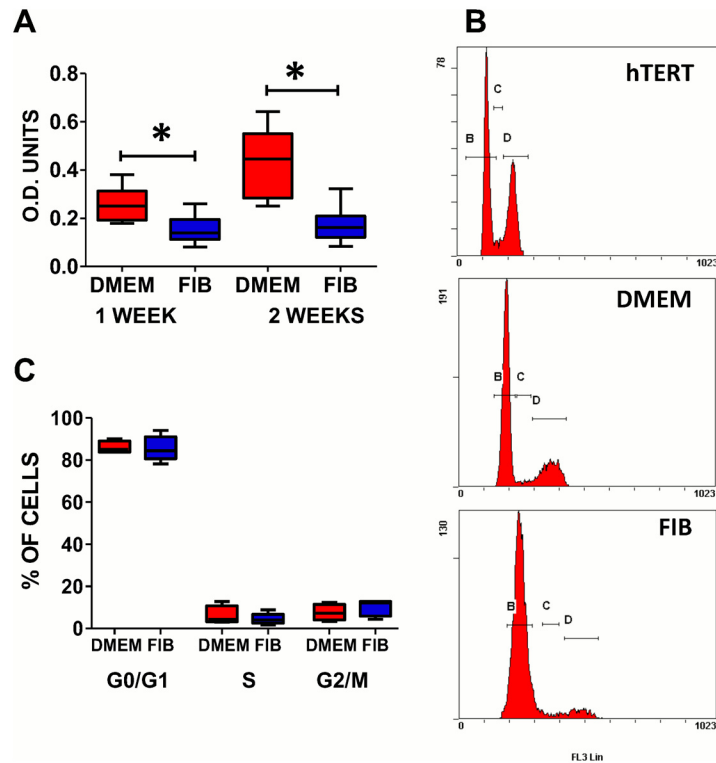 A
0.8
0.6
0.4
0.2
0.0
O.D. UNITS
*
*
DMEM FIB DMEM FIB
1 WEEK 2 WEEKS
B
hTERT
78
B
C
D
0 1023
DMEM
191
B
C
D
0 1023
FIB
130
B
C
D
0 1023
FL3 Lin
C
100
80
60
40
20
0
% OF CELLS
DMEM FIB DMEM FIB DMEM FIB
G0/G1 S G2/M